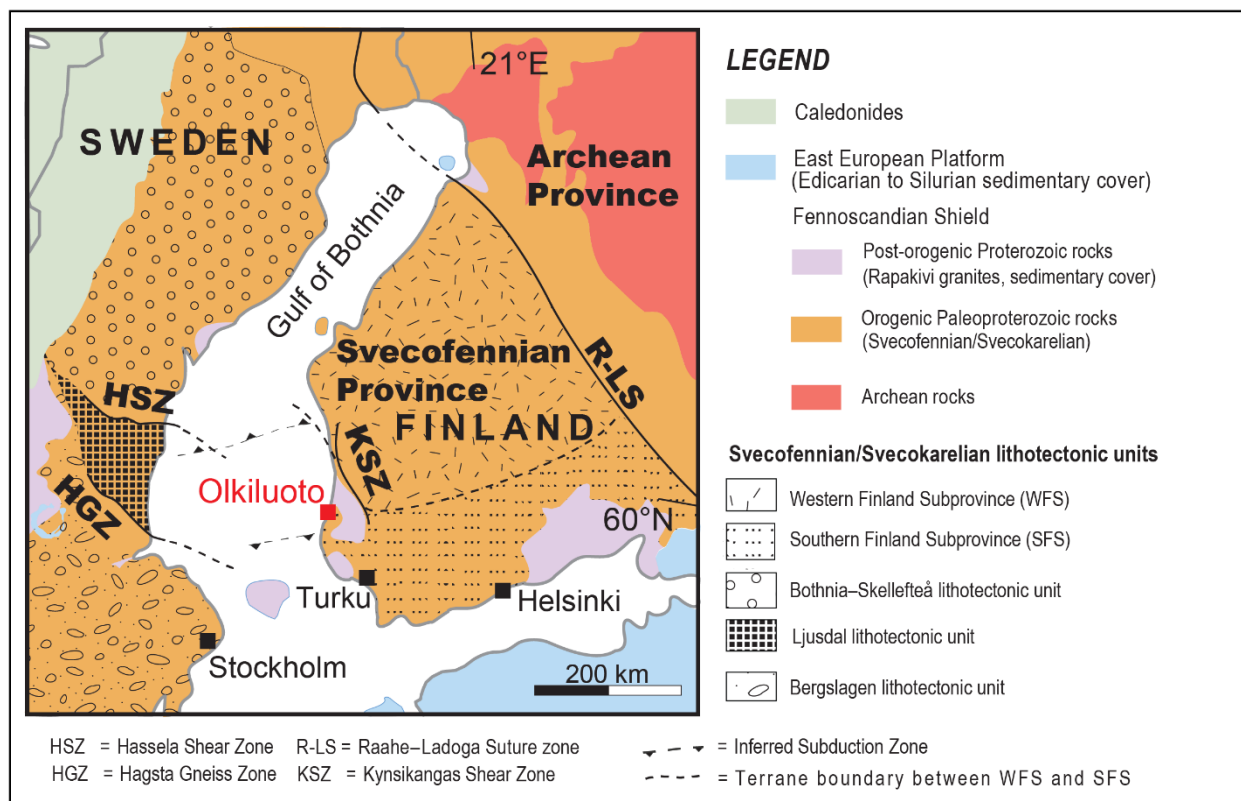 21°E
SWEDEN
Archean
Province
Gulf of Bothnia
Svecofennian
Province
R-LS
HSZ
FINLAND
KSZ
Olkiluoto
HGZ
60°N
Turku
Helsinki
Stockholm
200 km
LEGEND
Caledonides
East European Platform
(Edicarian to Silurian sedimentary cover)
Fennoscandian Shield
Post-orogenic Proterozoic rocks
(Rapakivi granites, sedimentary cover)
Orogenic Paleoproterozoic rocks
(Svecofennian/Svecokarelian)
Archean rocks
Svecofennian/Svecokarelian lithotectonic units
Western Finland Subprovince (WFS)
Southern Finland Subprovince (SFS)
Bothnia–Skellefteå lithotectonic unit
Ljusdal lithotectonic unit
Bergslagen lithotectonic unit
HSZ = Hassela Shear Zone R-LS = Raahe–Ladoga Suture zone = Inferred Subduction Zone
HGZ = Hagsta Gneiss Zone KSZ = Kynsikangas Shear Zone = Terrane boundary between WFS and SFS